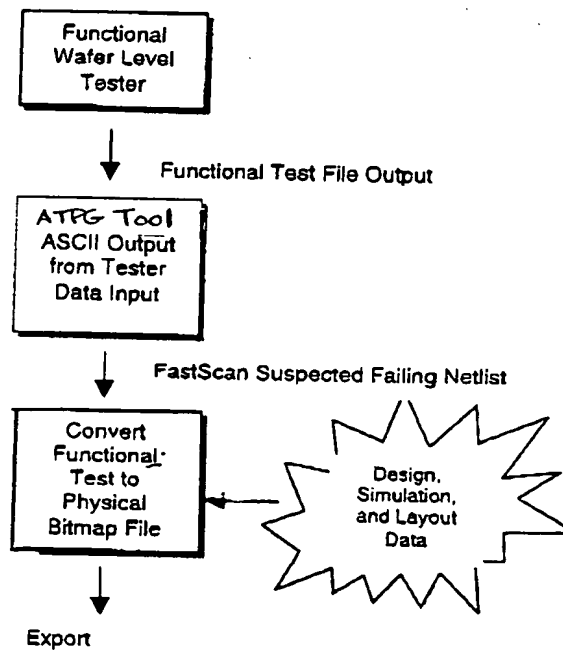 Functional
Wafer Level
Tester
Functional Test File Output
ATPG Tool
ASCII Output
from Tester
Data Input
FastScan Suspected Failing Netlist
Convert
Functional
Test to
Physical
Bitmap File
Design,
Simulation,
and Layout
Data
Export